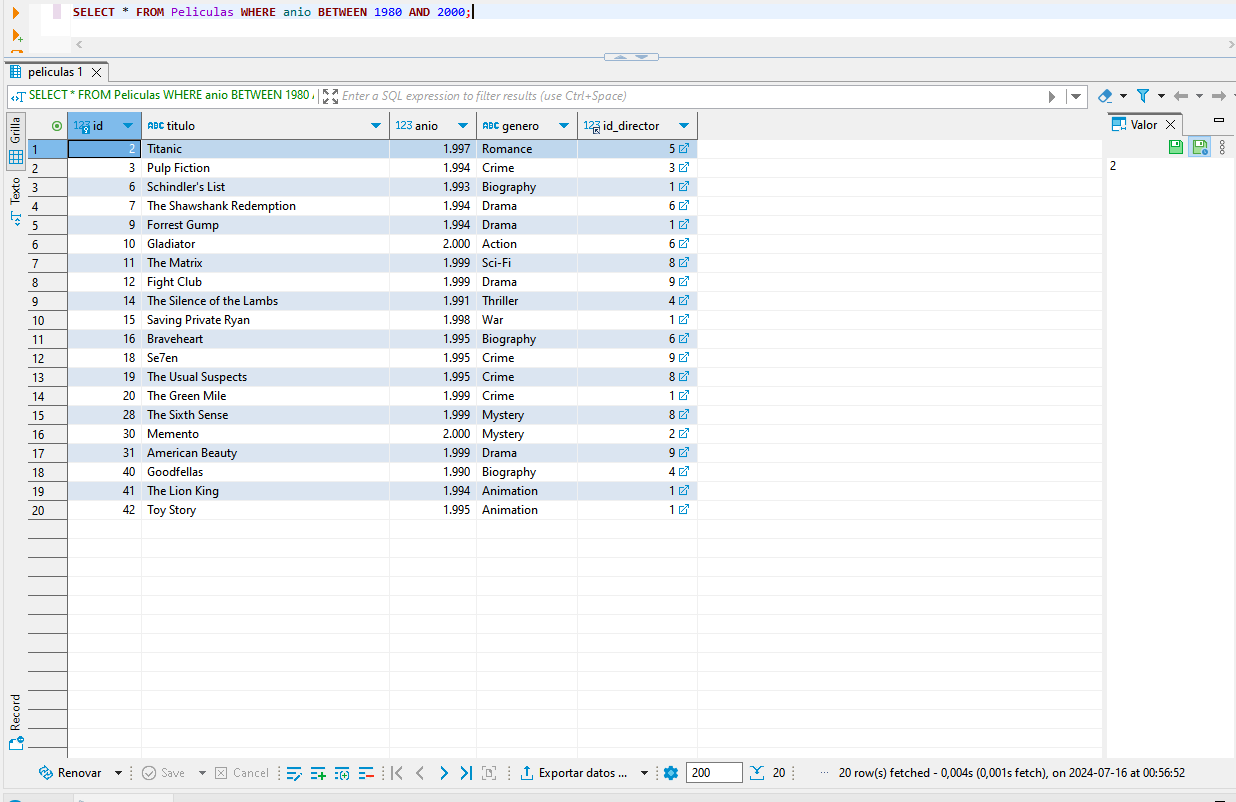 SELECT * FROM Peliculas WHERE anio BETWEEN 1980 AND 2000;
peliculas 1
SELECT * FROM Peliculas WHERE anio BETWEEN 1980 Enter a SQL expression to filter results (use Ctrl+Space)
Grilla
Texto
Record
123 id ABC titulo 123 anio ABC genero 123 id_director
1 2 Titanic 1.997 Romance 5
2 3 Pulp Fiction 1.994 Crime 3
3 6 Schindler's List 1.993 Biography 1
4 7 The Shawshank Redemption 1.994 Drama 6
5 9 Forrest Gump 1.994 Drama 1
6 10 Gladiator 2.000 Action 6
7 11 The Matrix 1.999 Sci-Fi 8
8 12 Fight Club 1.999 Drama 9
9 14 The Silence of the Lambs 1.991 Thriller 4
10 15 Saving Private Ryan 1.998 War 1
11 16 Braveheart 1.995 Biography 6
12 18 Se7en 1.995 Crime 9
13 19 The Usual Suspects 1.995 Crime 8
14 20 The Green Mile 1.999 Crime 1
15 28 The Sixth Sense 1.999 Mystery 8
16 30 Memento 2.000 Mystery 2
17 31 American Beauty 1.999 Drama 9
18 40 Goodfellas 1.990 Biography 4
19 41 The Lion King 1.994 Animation 1
20 42 Toy Story 1.995 Animation 1
Valor
2
Renovar Save Cancel Exportar datos ... 200 20 ... 20 row(s) fetched - 0,004s (0,001s fetch), on 2024-07-16 at 00:56:52